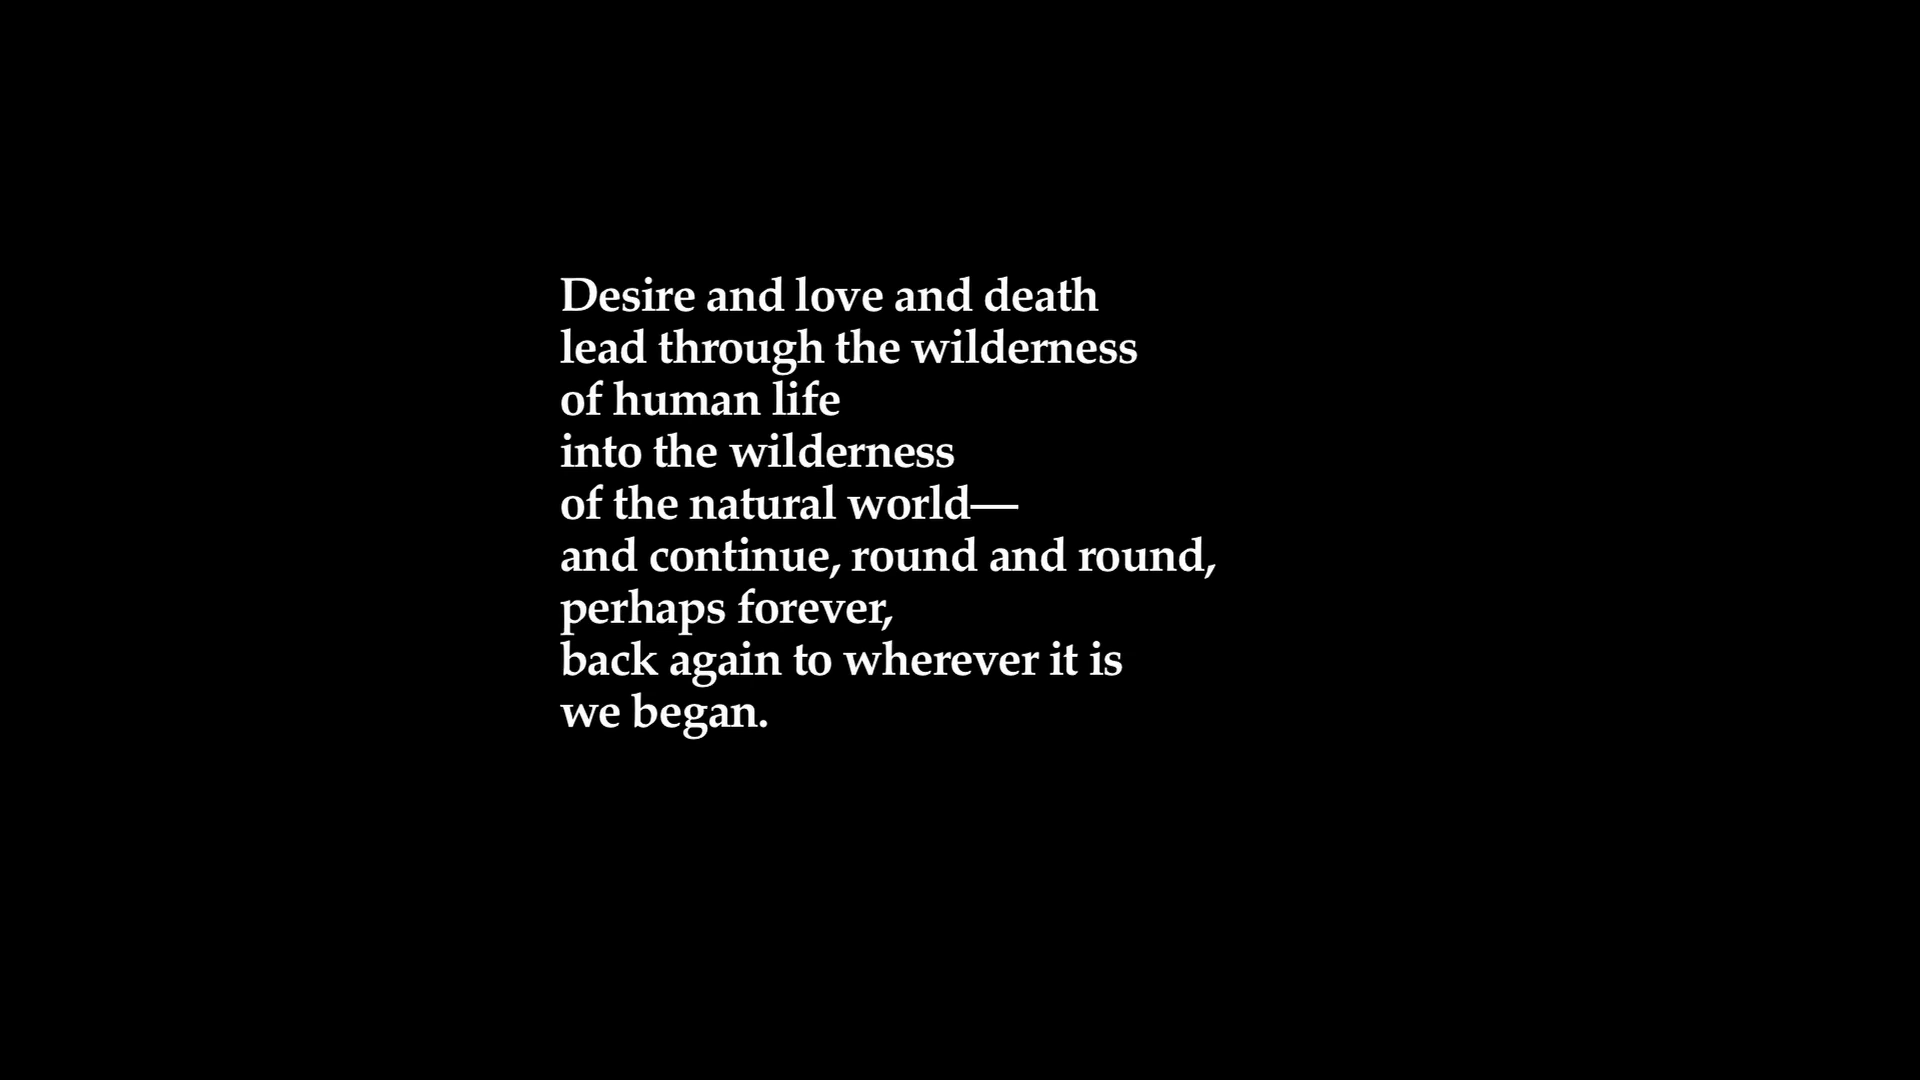 Desire and love and death
lead through the wilderness
of human life
into the wilderness
of the natural world—
and continue, round and round,
perhaps forever,
back again to wherever it is
we began.